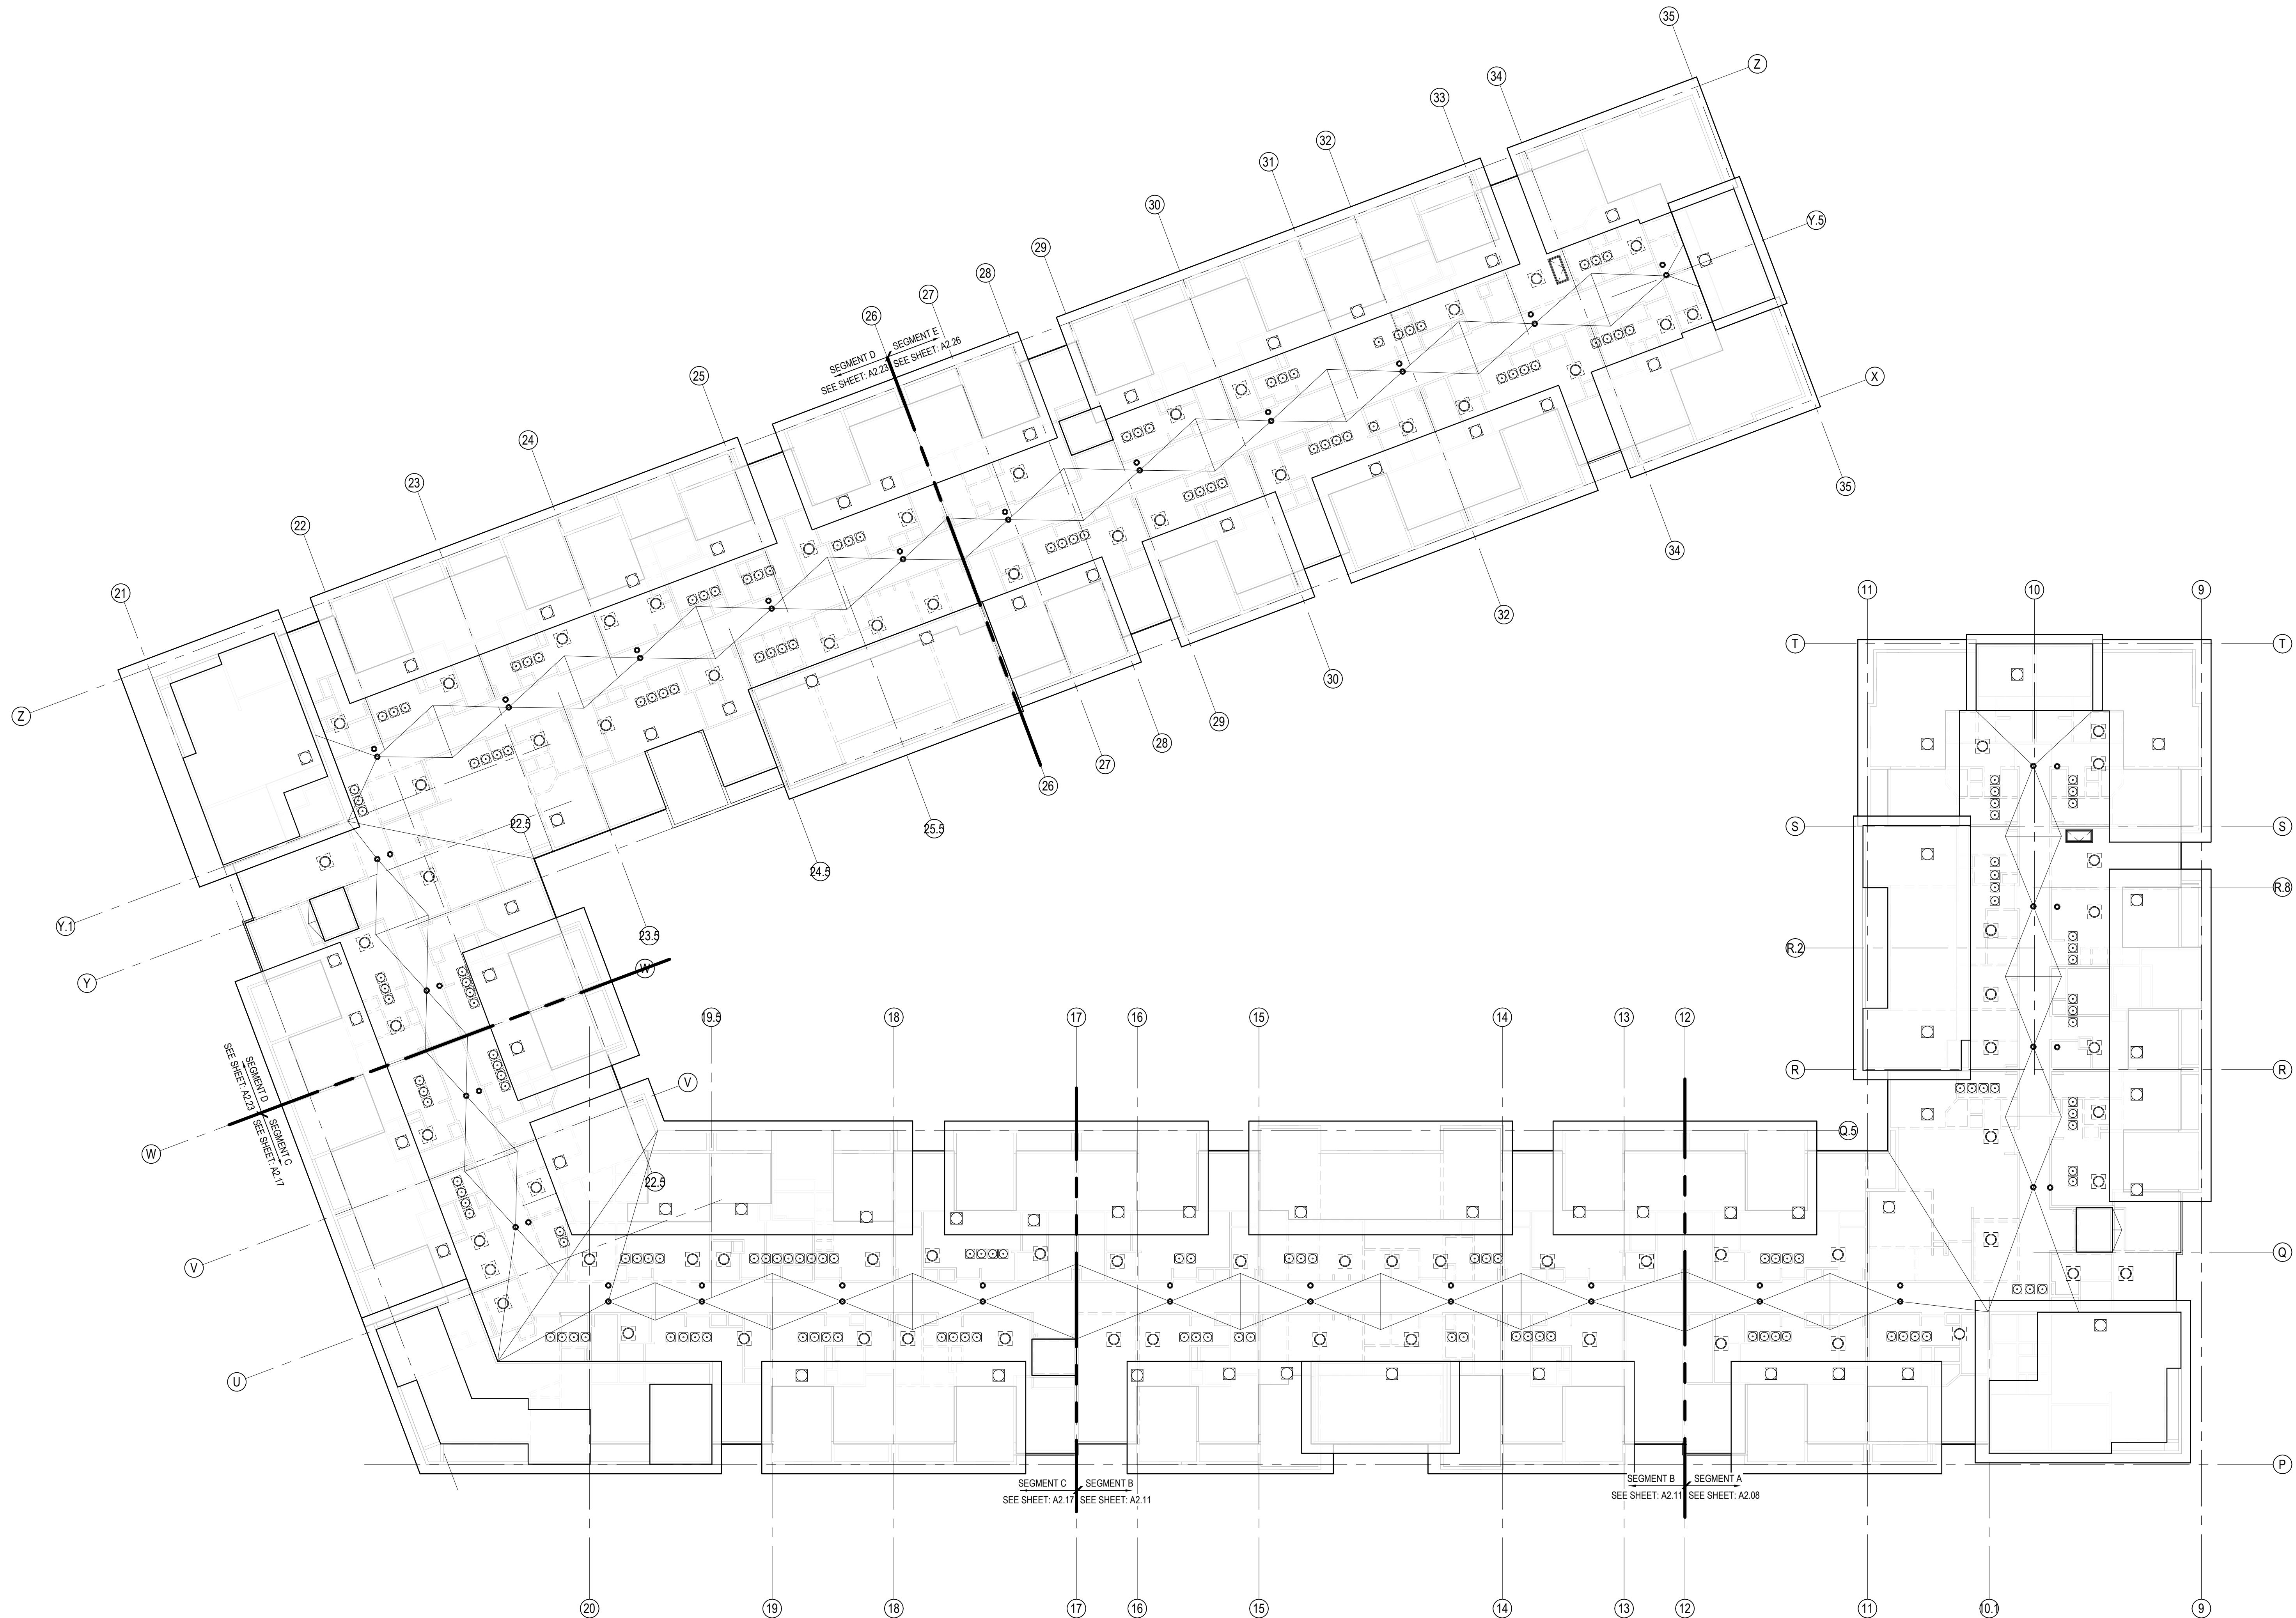 35
Z
34
33
32
31
30
29
28
27
26
25
24
23
22
21
Y.5
X
35
34
32
30
29
28
27
26
25.5
24.5
23.5
22.5
SEGMENT D
SEGMENT E
SEE SHEET: A2.23
SEE SHEET: A2.26
Z
Y.1
Y
W
W
V
V
U
22.5
SEGMENT D
SEE SHEET: A2.23
SEGMENT C
SEE SHEET: A2.17
11
10
9
T
T
S
S
R.8
R.2
R
R
Q
Q.5
P
19.5
18
17
16
15
14
13
12
SEGMENT C
SEGMENT B
SEE SHEET: A2.17
SEE SHEET: A2.11
SEGMENT B
SEGMENT A
SEE SHEET: A2.11
SEE SHEET: A2.08
20
19
18
17
16
15
14
13
12
11
10.1
9